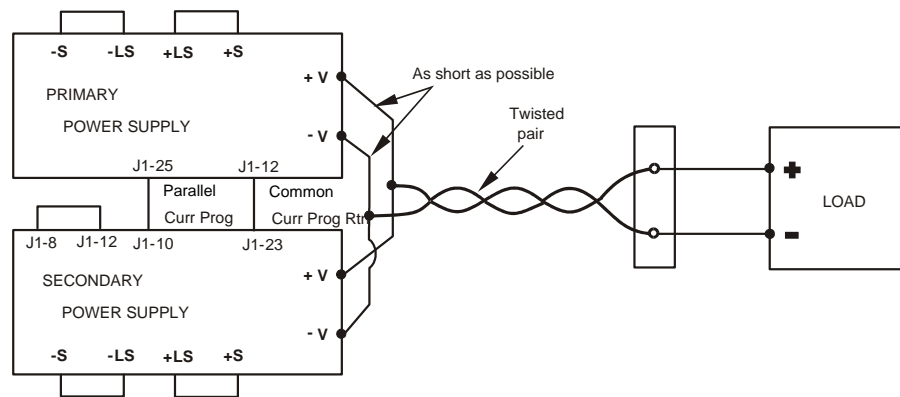 -S -LS +LS +S
+ V
As short as possible
PRIMARY
POWER SUPPLY
Twisted
pair
- V
J1-25 J1-12
Parallel Common
Curr Prog Curr Prog Rtn
+
LOAD
-
J1-8 J1-12 J1-10 J1-23
+ V
SECONDARY
POWER SUPPLY
- V
-S -LS +LS +S